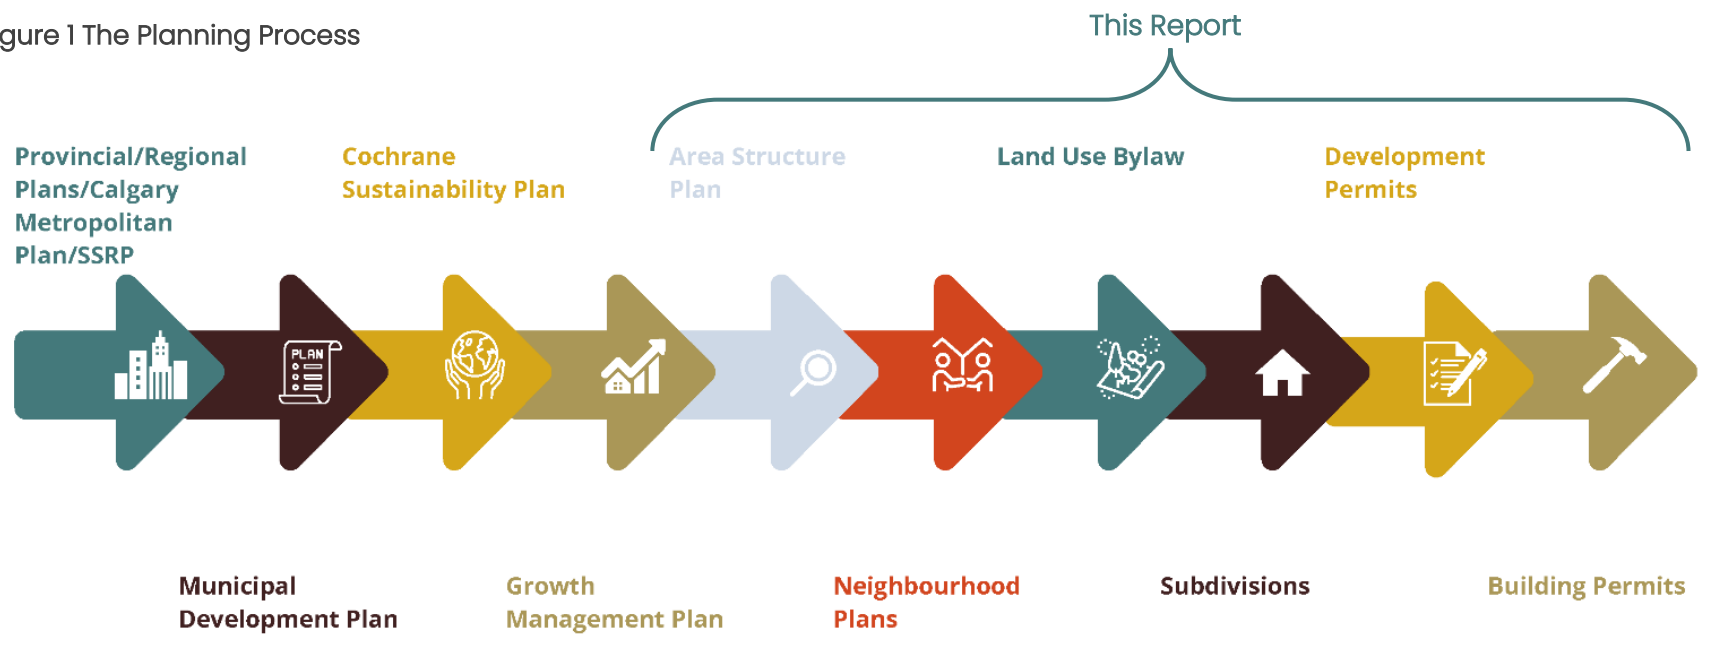 gure 1 The Planning Process
This Report
Provincial/Regional
Plans/Calgary
Metropolitan
Plan/SSRP
Cochrane
Sustainability Plan
Area Structure
Plan
Land Use Bylaw
Development
Permits
PLAN
Municipal
Development Plan
Growth
Management Plan
Neighbourhood
Plans
Subdivisions
Building Permits